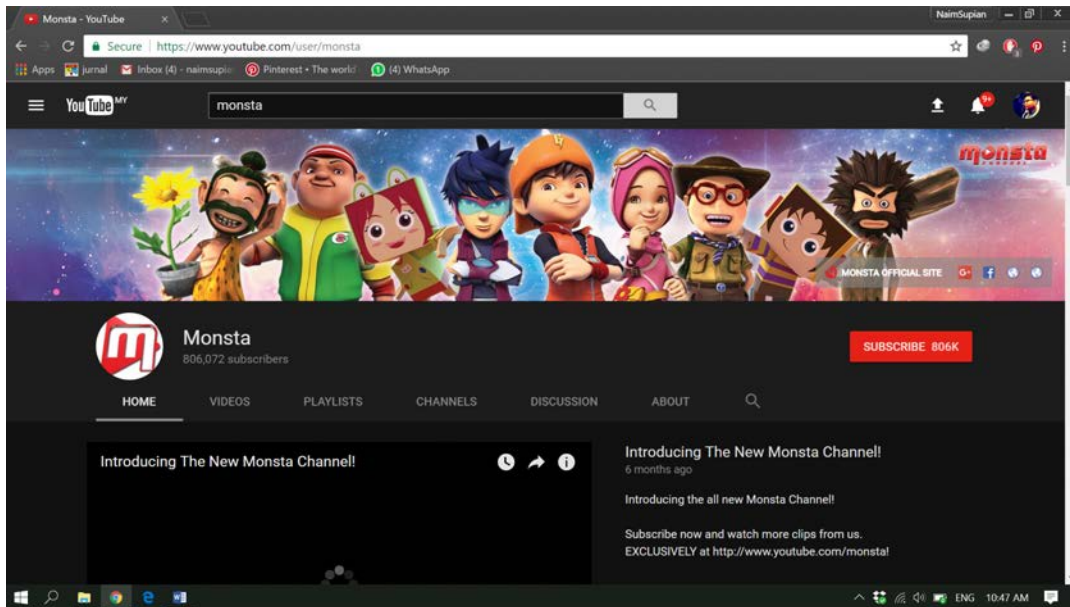 Monsta - YouTube
NaimSupian
Secure https://www.youtube.com/user/monsta
Apps jurnal Inbox (4) - naimsupie Pinterest • The world (4) WhatsApp
YouTube MY monsta 9+
monsta
MONSTA OFFICIAL SITE G+ f
m
Monsta
806,072 subscribers
SUBSCRIBE 806K
HOME VIDEOS PLAYLISTS CHANNELS DISCUSSION ABOUT
Introducing The New Monsta Channel!
Introducing The New Monsta Channel!
6 months ago
Introducing the all new Monsta Channel!
Subscribe now and watch more clips from us.
EXCLUSIVELY at http://www.youtube.com/monsta!
ENG 10:47 AM